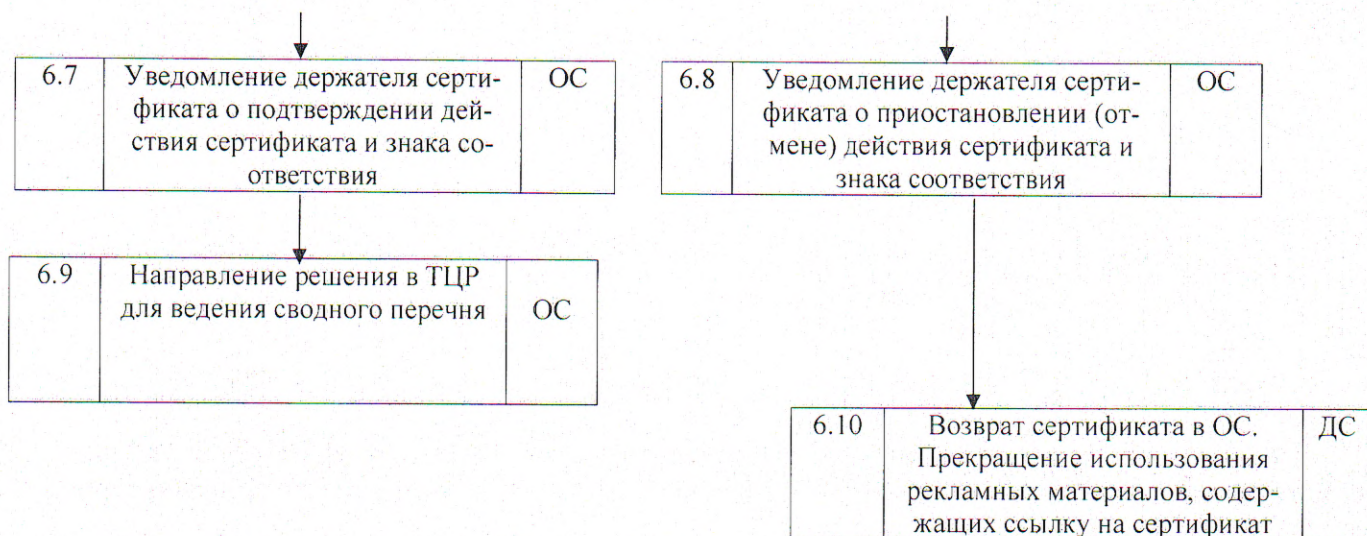 6.7
Уведомление держателя серти-
фиката о подтверждении дей-
ствия сертификата и знака со-
ответствия
ОС
6.8
Уведомление держателя серти-
фиката о приостановлении (от-
мене) действия сертификата и
знака соответствия
ОС
6.9
Направление решения в ТЦР
для ведения сводного перечня
ОС
6.10
Возврат сертификата в ОС.
Прекращение использования
рекламных материалов, содер-
жащих ссылку на сертификат
ДС